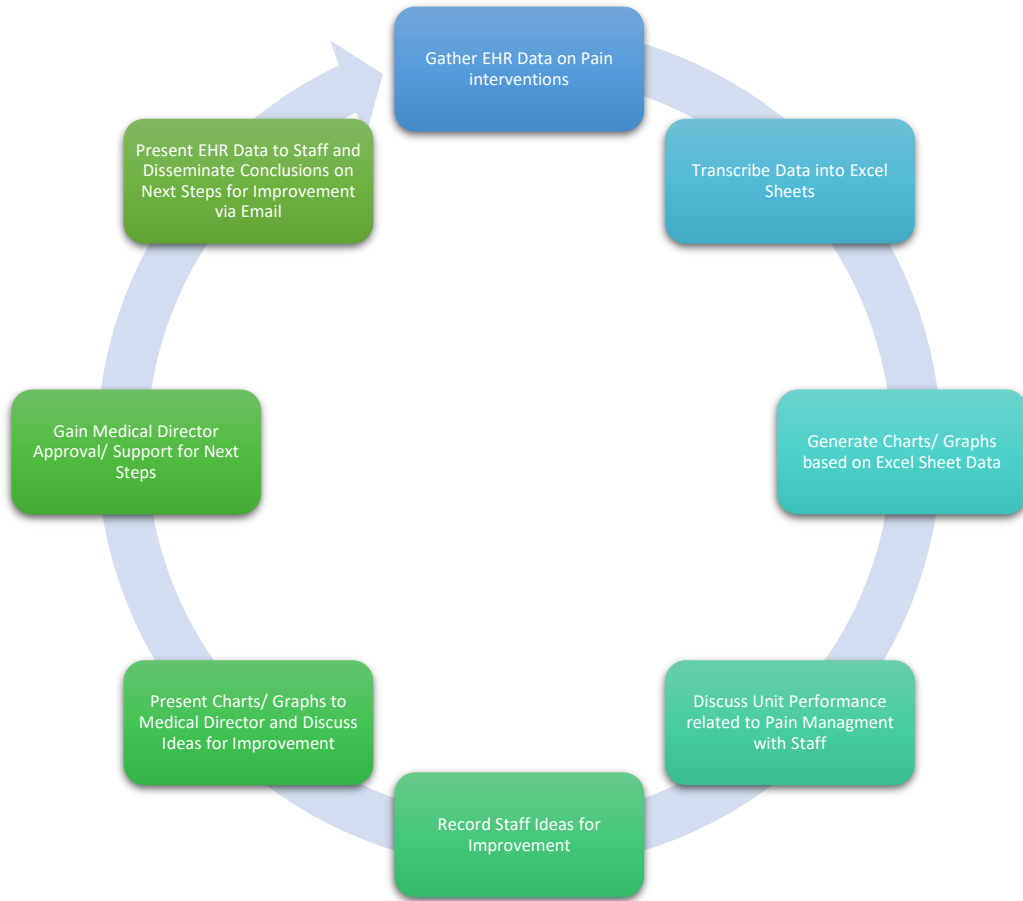 Gather EHR Data on Pain
interventions
Transcribe Data into Excel
Sheets
Generate Charts/ Graphs
based on Excel Sheet Data
Discuss Unit Performance
related to Pain Managment
with Staff
Record Staff Ideas for
Improvement
Present Charts/ Graphs to
Medical Director and Discuss
Ideas for Improvement
Gain Medical Director
Approval/ Support for Next
Steps
Present EHR Data to Staff and
Disseminate Conclusions on
Next Steps for Improvement
via Email